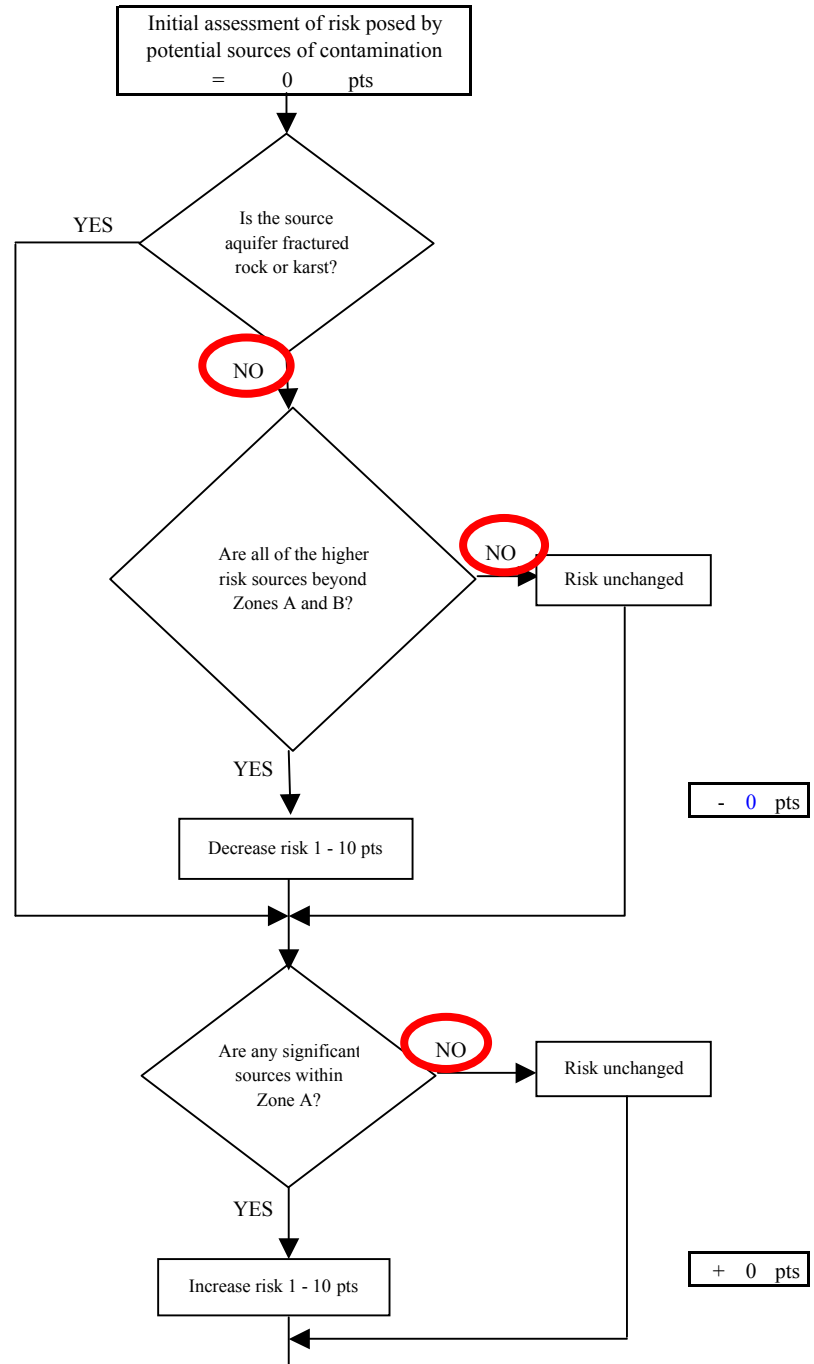 Initial assessment of risk posed by
potential sources of contamination
= 0 pts
YES
Is the source
aquifer fractured
rock or karst?
NO
Are all of the higher
risk sources beyond
Zones A and B?
NO
Risk unchanged
YES
- 0 pts
Decrease risk 1 - 10 pts
Are any significant
sources within
Zone A?
NO
Risk unchanged
YES
+ 0 pts
Increase risk 1 - 10 pts